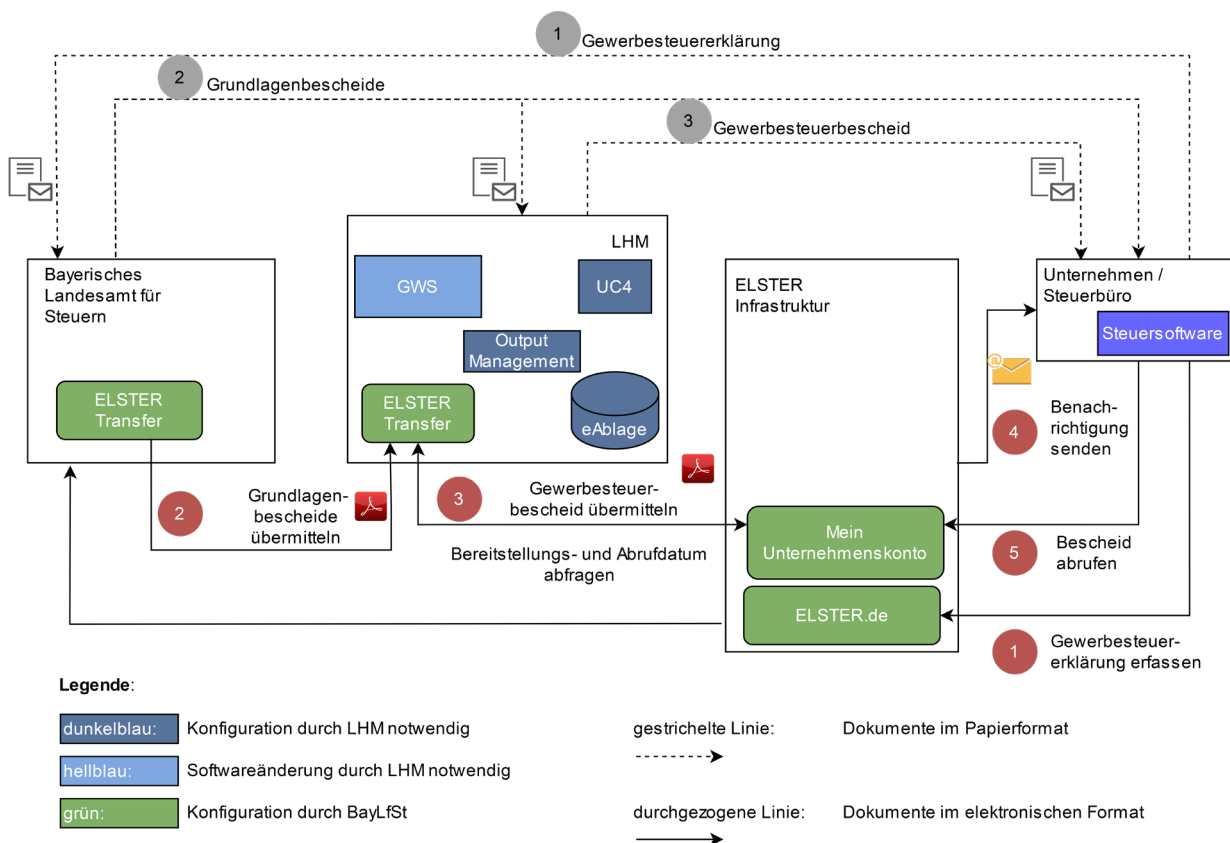 1
Gewerbesteuererklärung
2
Grundlagenbescheide
3
Gewerbesteuerbescheid
Bayerisches
Landesamt für
Steuern
ELSTER
Transfer
LHM
GWS
UC4
Output
Management
ELSTER
Transfer
eAblage
ELSTER
Infrastruktur
Mein
Unternehmenskonto
ELSTER.de
Unternehmen /
Steuerbüro
Steuersoftware
@
4
Benach-
richtigung
senden
2
Grundlagen-
bescheide
übermitteln
3
Gewerbesteuer-
bescheid übermitteln
Bereitstellungs- und Abrufdatum
abfragen
5
Bescheid
abrufen
1
Gewerbesteuer-
erklärung erfassen
Legende:
dunkelblau: Konfiguration durch LHM notwendig
hellblau: Softwareänderung durch LHM notwendig
grün: Konfiguration durch BayLfSt
gestrichelte Linie: Dokumente im Papierformat
durchgezogene Linie: Dokumente im elektronischen Format